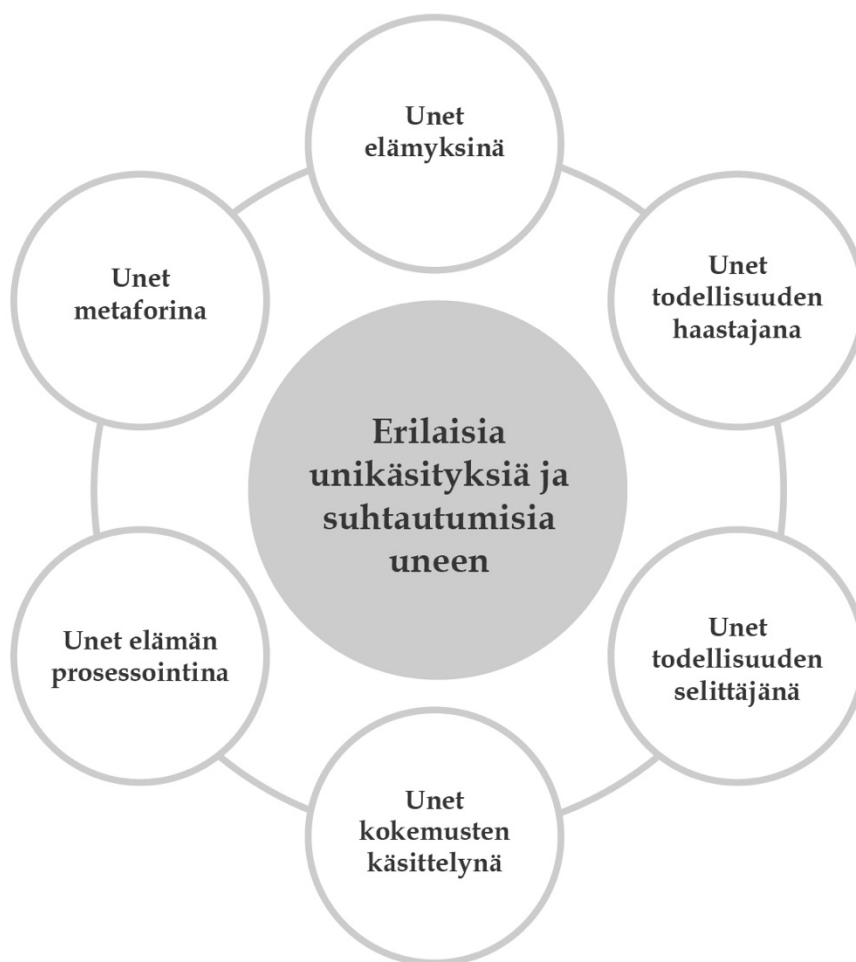 Unet
elämyksinä
Unet
todellisuuden
haastajana
Unet
todellisuuden
selittäjänä
Unet
kokemusten
käsittelynä
Unet elämän
prosessointina
Unet
metaforina
Erilaisia
unikäsityksiä ja
suhtautumisia
uneen